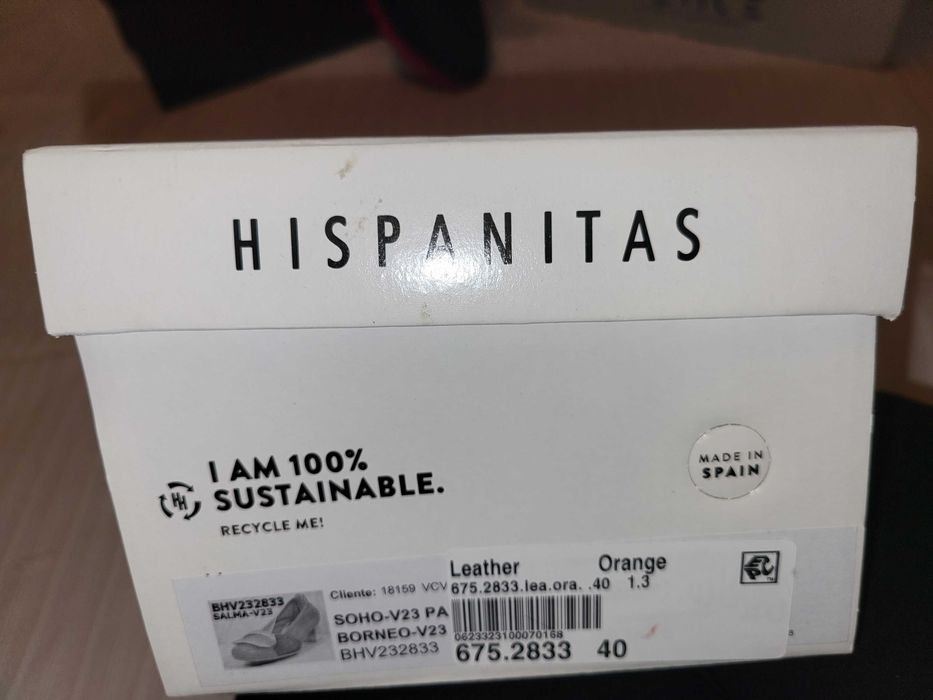 HISPANITAS
I AM 100%
SUSTAINABLE.
RECYCLE ME!
MADE IN
SPAIN
BHV232833
SALMA-V23
Cliente: 18159 VCV
SOHO-V23 PA
BORNEO-V23
BHV232833
Leather Orange
675.2833.lea.ora. .40 1.3
0623323100070168
675.2833 40